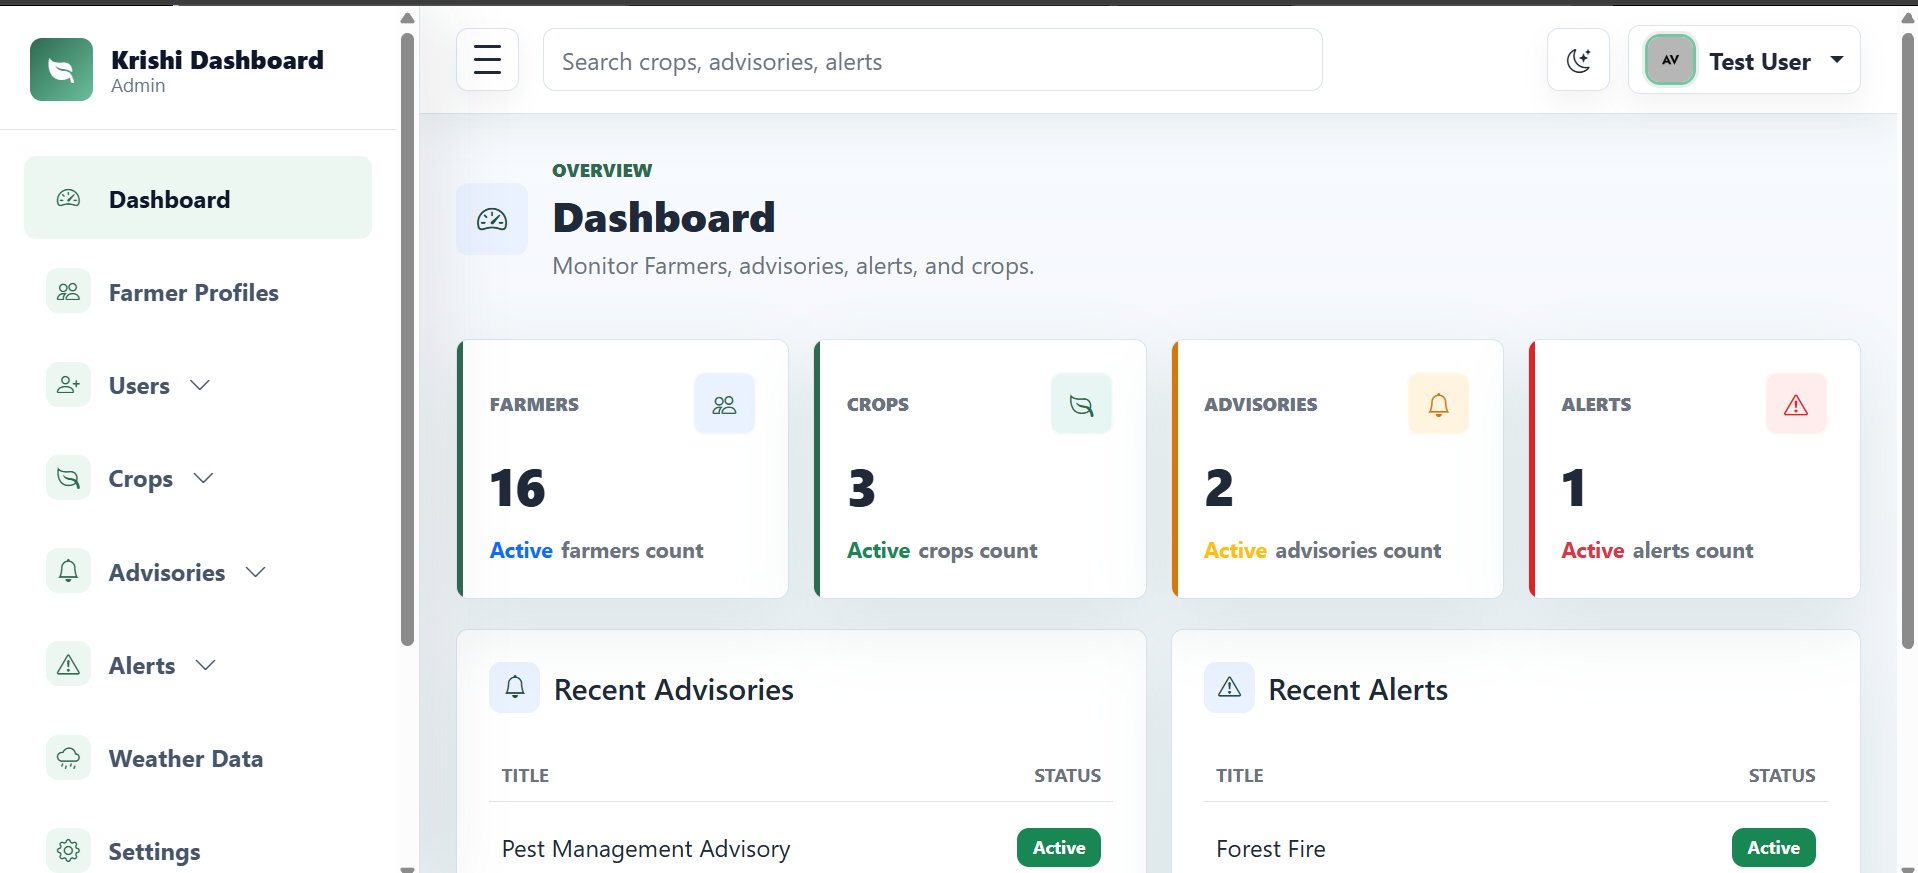 Krishi Dashboard
Admin
Dashboard
Farmer Profiles
Users
Crops
Advisories
Alerts
Weather Data
Settings
Search crops, advisories, alerts
AV
Test User
OVERVIEW
Dashboard
Monitor Farmers, advisories, alerts, and crops.
FARMERS
16
Active farmers count
CROPS
3
Active crops count
ADVISORIES
2
Active advisories count
ALERTS
1
Active alerts count
Recent Advisories
TITLE STATUS
Pest Management Advisory Active
Recent Alerts
TITLE STATUS
Forest Fire Active